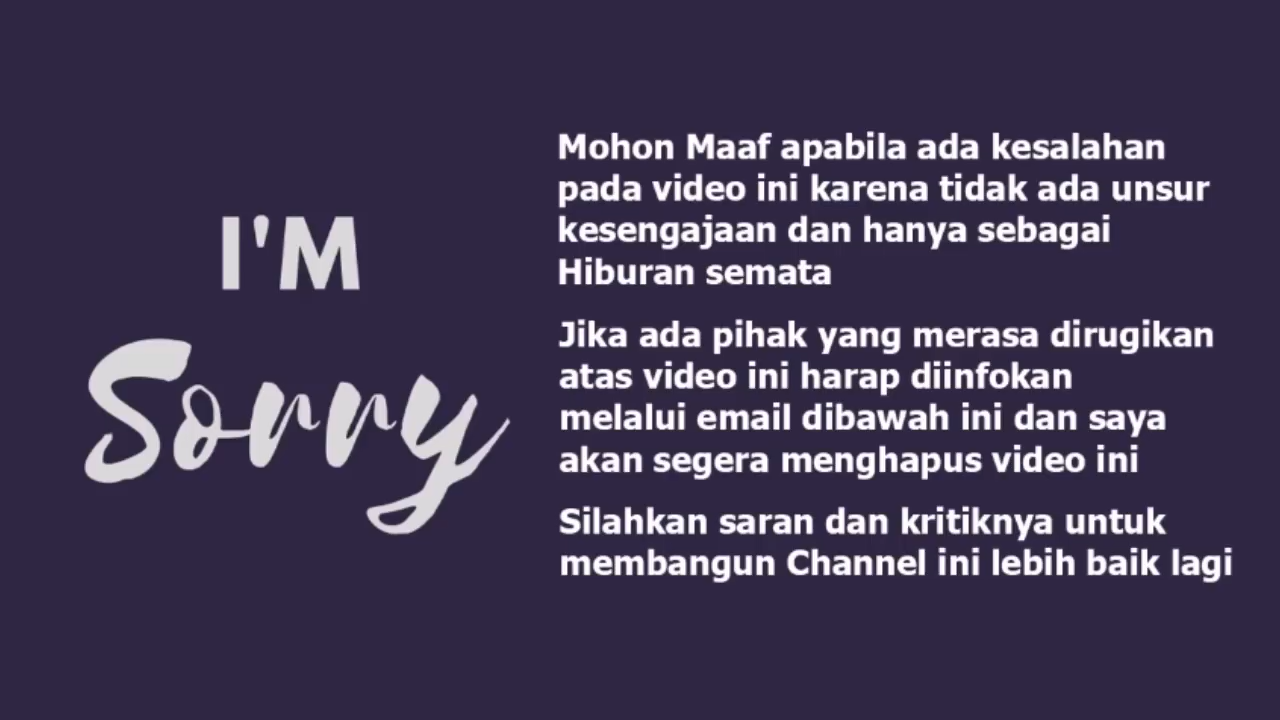 I'M
Sorry
Mohon Maaf apabila ada kesalahan
pada video ini karena tidak ada unsur
kesengajaan dan hanya sebagai
Hiburan semata
Jika ada pihak yang merasa dirugikan
atas video ini harap diinfokan
melalui email dibawah ini dan saya
akan segera menghapus video ini
Silahkan saran dan kritiknya untuk
membangun Channel ini lebih baik lagi